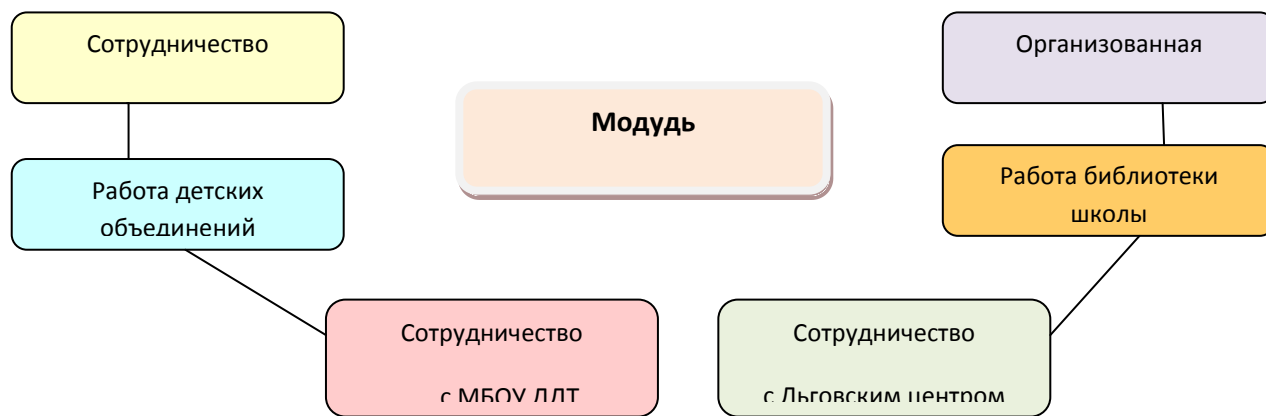 Сотрудничество
Организованная
Модудь
Работа детских
объединений
Работа библиотеки
школы
Сотрудничество
с МБОУ ДДТ
Сотрудничество
с Льговским центром